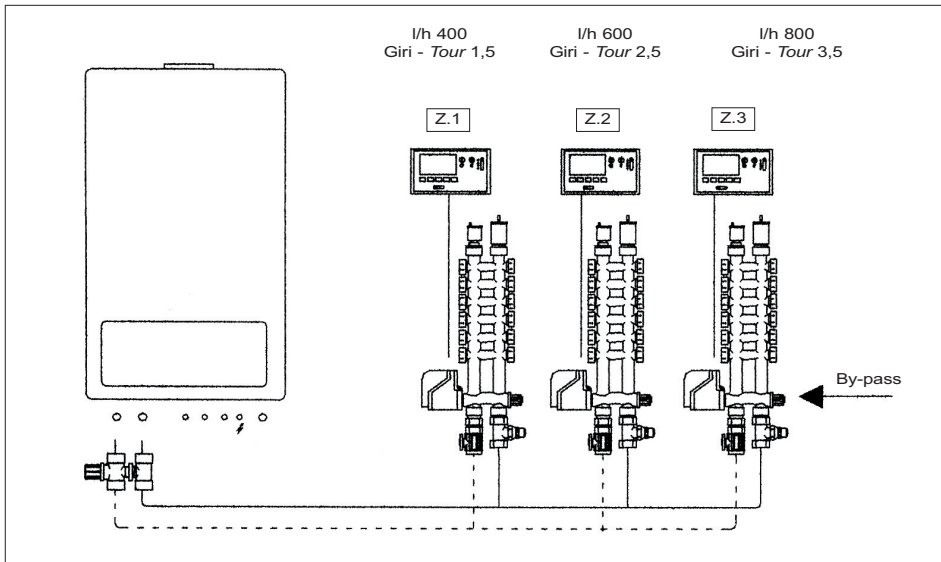 l/h 400
Giri - Tour 1,5
l/h 600
Giri - Tour 2,5
l/h 800
Giri - Tour 3,5
Z.1
Z.2
Z.3
By-pass